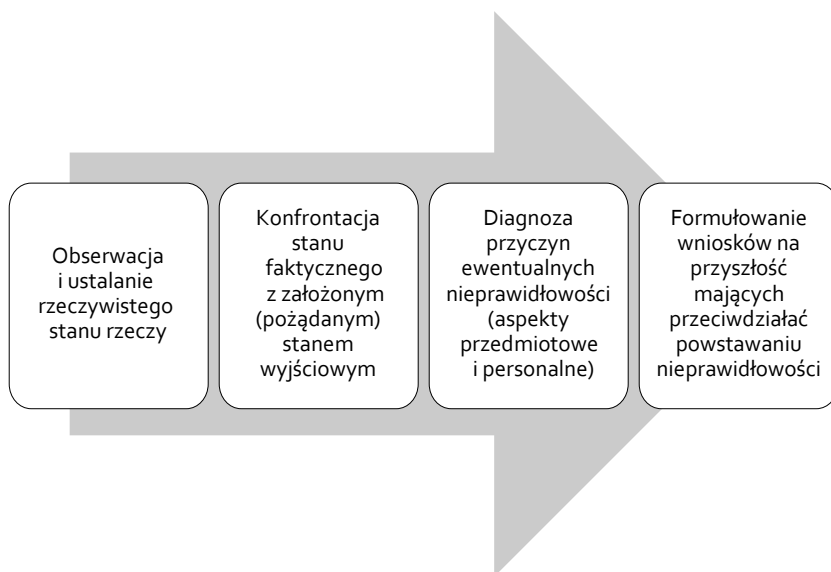 Obserwacja
i ustalanie
rzeczywistego
stanu rzeczy
Konfrontacja
stanu
faktycznego
z założonym
(pożądanym)
stanem
wyjściowym
Diagnoza
przyczyn
ewentualnych
nieprawidłowości
(aspekty
przedmiotowe
i personalne)
Formułowanie
wniosków na
przyszłość
mających
przeciwdziałać
powstawaniu
nieprawidłowości